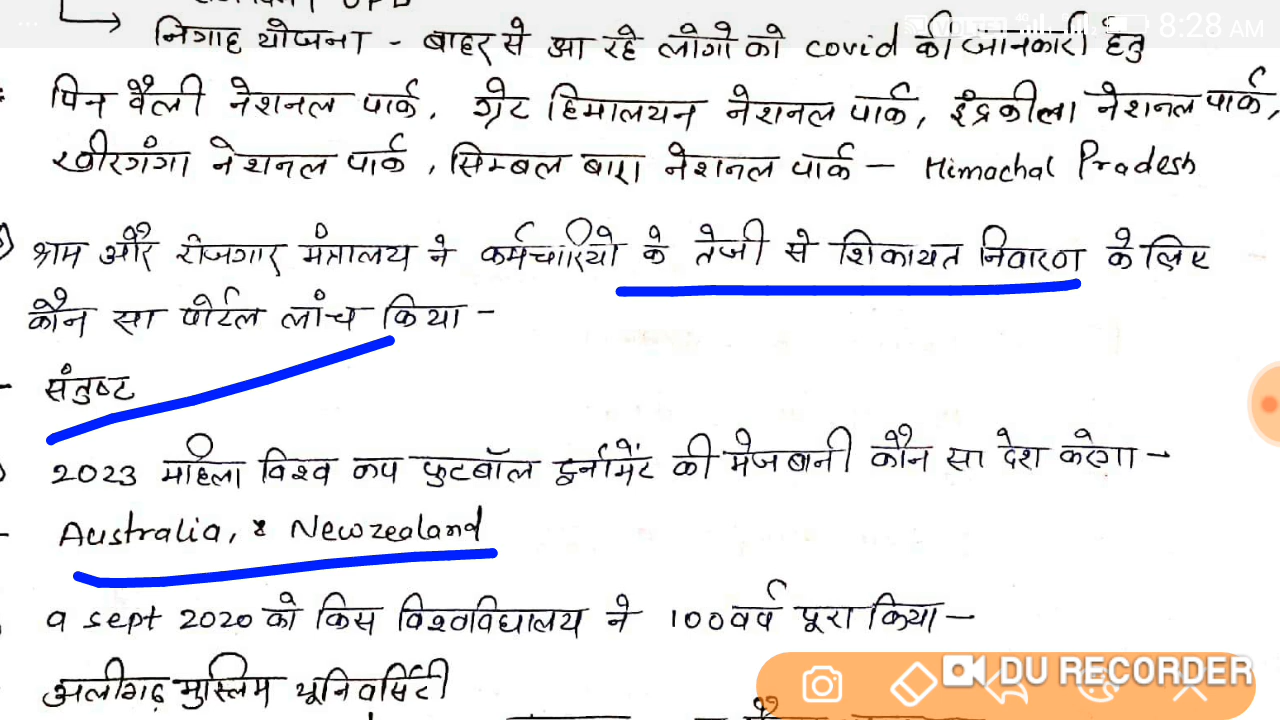 8:28 AM
निगाह योजना - बाहर से आ रहे लोगो को covid की जानकारी हेतु
पिन वैली नेशनल पार्क, ग्रेट हिमालयन नेशनल पार्क, इंद्रकीला नेशनल पार्क,
खीरगंगा नेशनल पार्क, सिम्बल बारा नेशनल पार्क - Himachal Pradesh
श्रम और रोजगार मंत्रालय ने कर्मचारियो के तेजी से शिकायत निवारण के लिए
कौन सा पोर्टल लांच किया -
- संतुष्ट
2023 महिला विश्व कप फुटबॉल टूर्नामेंट की मेजबानी कौन सा देश करेगा -
- Australia, & Newzealand
9 sept 2020 को किस विश्वविद्यालय ने 100 वर्ष पूरा किया -
अलीगढ़ मुस्लिम यूनिवर्सिटी
DU RECORDER